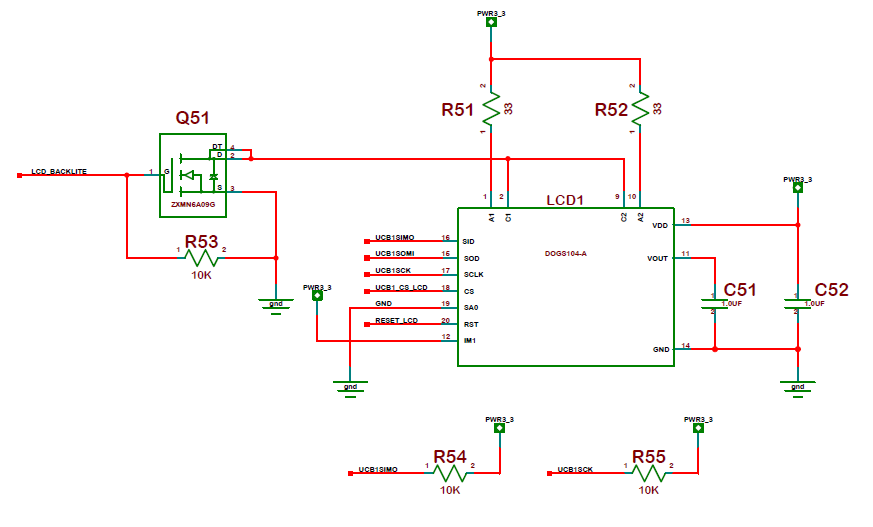 PWR3_3
2
2
R51
33
R52
33
1
1
Q51
DT
4
D
2
LCD_BACKLITE
1
G
S
3
ZXMN6A09G
R53
1
2
10K
gnd
1
2
9
10
LCD1
A1
C1
C2
A2
DOGS104-A
UCB1SIMO
16
SID
UCB1SOMI
15
SOD
UCB1SCK
17
SCLK
UCB1_CS_LCD
18
CS
GND
19
SA0
RESET_LCD
20
RST
PWR3_3
12
IM1
gnd
PWR3_3
VDD
13
VOUT
11
1
C51
1.0UF
2
1
C52
1.0UF
2
GND
14
gnd
PWR3_3
UCB1SIMO
1
R54
2
10K
PWR3_3
UCB1SCK
1
R55
2
10K